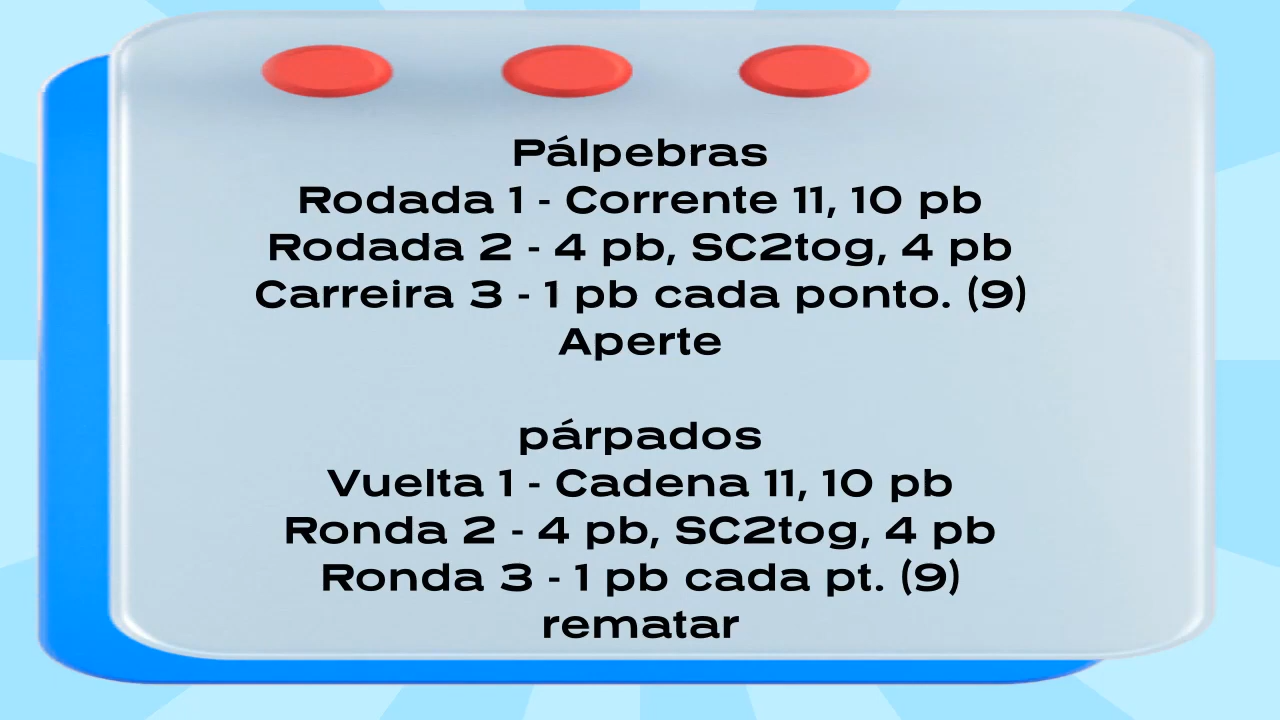 Pálpebras
Rodada 1 - Corrente 11, 10 pb
Rodada 2 - 4 pb, SC2tog, 4 pb
Carreira 3 - 1 pb cada ponto. (9)
Aperte
párpados
Vuelta 1 - Cadena 11, 10 pb
Ronda 2 - 4 pb, SC2tog, 4 pb
Ronda 3 - 1 pb cada pt. (9)
rematar